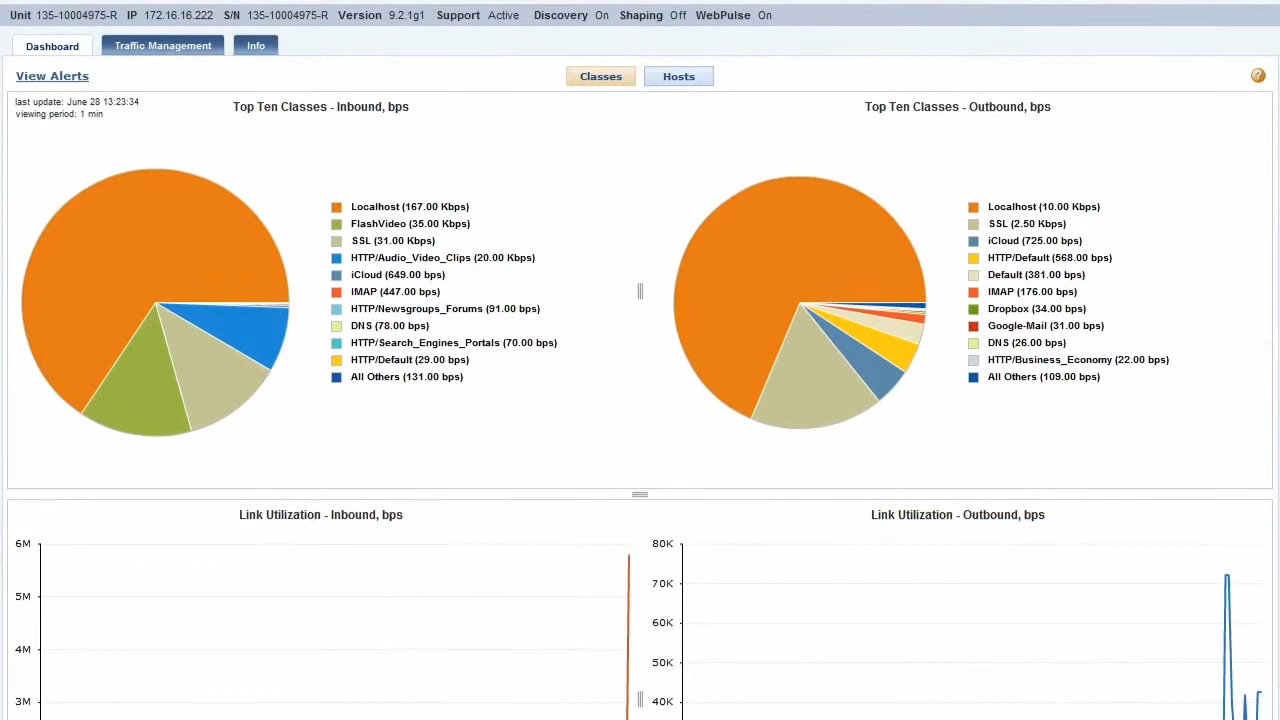 Unit 135-10004975-R IP 172.16.16.222 S/N 135-10004975-R Version 9.2.1g1 Support Active Discovery On Shaping Off WebPulse On
Dashboard Traffic Management Info
View Alerts Classes Hosts
last update: June 28 13:23:34
viewing period: 1 min
Top Ten Classes - Inbound, bps
Localhost (167.00 Kbps)
FlashVideo (35.00 Kbps)
SSL (31.00 Kbps)
HTTP/Audio_Video_Clips (20.00 Kbps)
iCloud (649.00 bps)
IMAP (447.00 bps)
HTTP/Newsgroups_Forums (91.00 bps)
DNS (78.00 bps)
HTTP/Search_Engines_Portals (70.00 bps)
HTTP/Default (29.00 bps)
All Others (131.00 bps)
Top Ten Classes - Outbound, bps
Localhost (10.00 Kbps)
SSL (2.50 Kbps)
iCloud (725.00 bps)
HTTP/Default (568.00 bps)
Default (381.00 bps)
IMAP (176.00 bps)
Dropbox (34.00 bps)
Google-Mail (31.00 bps)
DNS (26.00 bps)
HTTP/Business_Economy (22.00 bps)
All Others (109.00 bps)
Link Utilization - Inbound, bps
6M
5M
4M
3M
Link Utilization - Outbound, bps
80K
70K
60K
50K
40K